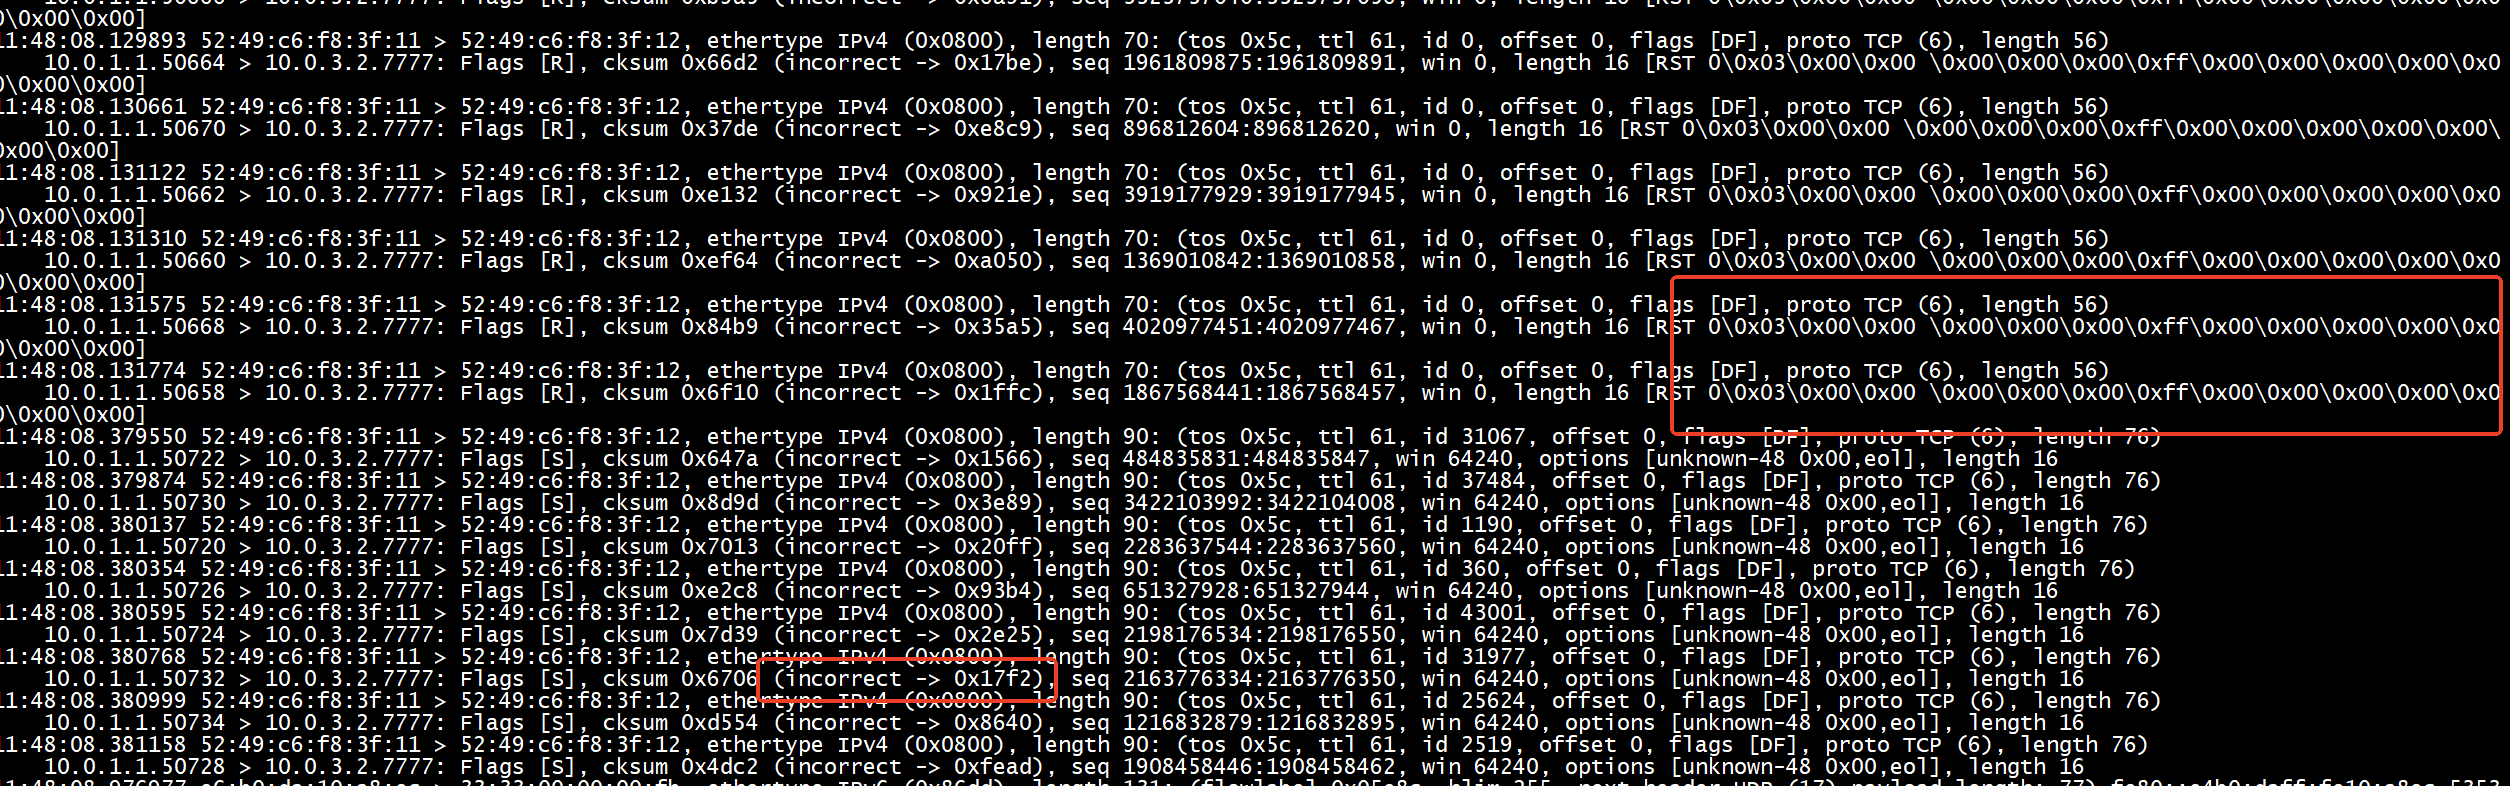 0\0x00\0x00]
11:48:08.129893 52:49:c6:f8:3f:11 > 52:49:c6:f8:3f:12, ethertype IPv4 (0x0800), length 70: (tos 0x5c, ttl 61, id 0, offset 0, flags [DF], proto TCP (6), length 56)
10.0.1.1.50664 > 10.0.3.2.7777: Flags [R], cksum 0x66d2 (incorrect -> 0x17be), seq 1961809875:1961809891, win 0, length 16 [RST 0\0x03\0x00\0x00 \0x00\0x00\0x00\0xff\0x00\0x00\0x00\0x00\0x0
0\0x00\0x00]
11:48:08.130661 52:49:c6:f8:3f:11 > 52:49:c6:f8:3f:12, ethertype IPv4 (0x0800), length 70: (tos 0x5c, ttl 61, id 0, offset 0, flags [DF], proto TCP (6), length 56)
10.0.1.1.50670 > 10.0.3.2.7777: Flags [R], cksum 0x37de (incorrect -> 0xe8c9), seq 896812604:896812620, win 0, length 16 [RST 0\0x03\0x00\0x00 \0x00\0x00\0x00\0xff\0x00\0x00\0x00\0x00\0x00\
0x00\0x00]
11:48:08.131122 52:49:c6:f8:3f:11 > 52:49:c6:f8:3f:12, ethertype IPv4 (0x0800), length 70: (tos 0x5c, ttl 61, id 0, offset 0, flags [DF], proto TCP (6), length 56)
10.0.1.1.50662 > 10.0.3.2.7777: Flags [R], cksum 0xe132 (incorrect -> 0x921e), seq 3919177929:3919177945, win 0, length 16 [RST 0\0x03\0x00\0x00 \0x00\0x00\0x00\0xff\0x00\0x00\0x00\0x00\0x0
0\0x00\0x00]
11:48:08.131310 52:49:c6:f8:3f:11 > 52:49:c6:f8:3f:12, ethertype IPv4 (0x0800), length 70: (tos 0x5c, ttl 61, id 0, offset 0, flags [DF], proto TCP (6), length 56)
10.0.1.1.50660 > 10.0.3.2.7777: Flags [R], cksum 0xef64 (incorrect -> 0xa050), seq 1369010842:1369010858, win 0, length 16 [RST 0\0x03\0x00\0x00 \0x00\0x00\0x00\0xff\0x00\0x00\0x00\0x00\0x0
0\0x00\0x00]
11:48:08.131575 52:49:c6:f8:3f:11 > 52:49:c6:f8:3f:12, ethertype IPv4 (0x0800), length 70: (tos 0x5c, ttl 61, id 0, offset 0, flags [DF], proto TCP (6), length 56)
10.0.1.1.50668 > 10.0.3.2.7777: Flags [R], cksum 0x84b9 (incorrect -> 0x35a5), seq 4020977451:4020977467, win 0, length 16 [RST 0\0x03\0x00\0x00 \0x00\0x00\0x00\0xff\0x00\0x00\0x00\0x00\0x0
0\0x00\0x00]
11:48:08.131774 52:49:c6:f8:3f:11 > 52:49:c6:f8:3f:12, ethertype IPv4 (0x0800), length 70: (tos 0x5c, ttl 61, id 0, offset 0, flags [DF], proto TCP (6), length 56)
10.0.1.1.50658 > 10.0.3.2.7777: Flags [R], cksum 0x6f10 (incorrect -> 0x1ffc), seq 1867568441:1867568457, win 0, length 16 [RST 0\0x03\0x00\0x00 \0x00\0x00\0x00\0xff\0x00\0x00\0x00\0x00\0x0
0\0x00\0x00]
11:48:08.379550 52:49:c6:f8:3f:11 > 52:49:c6:f8:3f:12, ethertype IPv4 (0x0800), length 90: (tos 0x5c, ttl 61, id 31067, offset 0, flags [DF], proto TCP (6), length 76)
10.0.1.1.50722 > 10.0.3.2.7777: Flags [S], cksum 0x647a (incorrect -> 0x1566), seq 484835831:484835847, win 64240, options [unknown-48 0x00,eol], length 16
11:48:08.379874 52:49:c6:f8:3f:11 > 52:49:c6:f8:3f:12, ethertype IPv4 (0x0800), length 90: (tos 0x5c, ttl 61, id 37484, offset 0, flags [DF], proto TCP (6), length 76)
10.0.1.1.50730 > 10.0.3.2.7777: Flags [S], cksum 0x8d9d (incorrect -> 0x3e89), seq 3422103992:3422104008, win 64240, options [unknown-48 0x00,eol], length 16
11:48:08.380137 52:49:c6:f8:3f:11 > 52:49:c6:f8:3f:12, ethertype IPv4 (0x0800), length 90: (tos 0x5c, ttl 61, id 1190, offset 0, flags [DF], proto TCP (6), length 76)
10.0.1.1.50720 > 10.0.3.2.7777: Flags [S], cksum 0x7013 (incorrect -> 0x20ff), seq 2283637544:2283637560, win 64240, options [unknown-48 0x00,eol], length 16
11:48:08.380354 52:49:c6:f8:3f:11 > 52:49:c6:f8:3f:12, ethertype IPv4 (0x0800), length 90: (tos 0x5c, ttl 61, id 360, offset 0, flags [DF], proto TCP (6), length 76)
10.0.1.1.50726 > 10.0.3.2.7777: Flags [S], cksum 0xe2c8 (incorrect -> 0x93b4), seq 651327928:651327944, win 64240, options [unknown-48 0x00,eol], length 16
11:48:08.380595 52:49:c6:f8:3f:11 > 52:49:c6:f8:3f:12, ethertype IPv4 (0x0800), length 90: (tos 0x5c, ttl 61, id 43001, offset 0, flags [DF], proto TCP (6), length 76)
10.0.1.1.50724 > 10.0.3.2.7777: Flags [S], cksum 0x7d39 (incorrect -> 0x2e25), seq 2198176534:2198176550, win 64240, options [unknown-48 0x00,eol], length 16
11:48:08.380768 52:49:c6:f8:3f:11 > 52:49:c6:f8:3f:12, ethertype IPv4 (0x0800), length 90: (tos 0x5c, ttl 61, id 31977, offset 0, flags [DF], proto TCP (6), length 76)
10.0.1.1.50732 > 10.0.3.2.7777: Flags [S], cksum 0x6706 (incorrect -> 0x17f2), seq 2163776334:2163776350, win 64240, options [unknown-48 0x00,eol], length 16
11:48:08.380999 52:49:c6:f8:3f:11 > 52:49:c6:f8:3f:12, ethertype IPv4 (0x0800), length 90: (tos 0x5c, ttl 61, id 25624, offset 0, flags [DF], proto TCP (6), length 76)
10.0.1.1.50734 > 10.0.3.2.7777: Flags [S], cksum 0xd554 (incorrect -> 0x8640), seq 1216832879:1216832895, win 64240, options [unknown-48 0x00,eol], length 16
11:48:08.381158 52:49:c6:f8:3f:11 > 52:49:c6:f8:3f:12, ethertype IPv4 (0x0800), length 90: (tos 0x5c, ttl 61, id 2519, offset 0, flags [DF], proto TCP (6), length 76)
10.0.1.1.50728 > 10.0.3.2.7777: Flags [S], cksum 0x4dc2 (incorrect -> 0xfead), seq 1908458446:1908458462, win 64240, options [unknown-48 0x00,eol], length 16